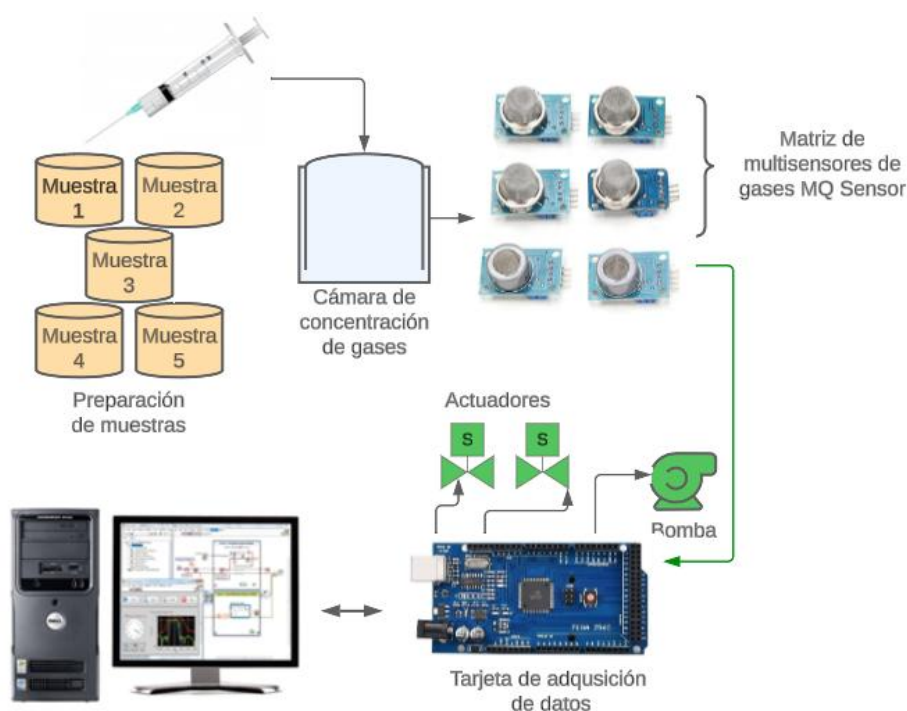 Muestra
1
Muestra
2
Muestra
3
Muestra
4
Muestra
5
Preparación
de muestras
Cámara de
concentración
de gases
Matriz de
multisensores de
gases MQ Sensor
Actuadores
S
S
Bomba
DELL
Tarjeta de adqusición
de datos